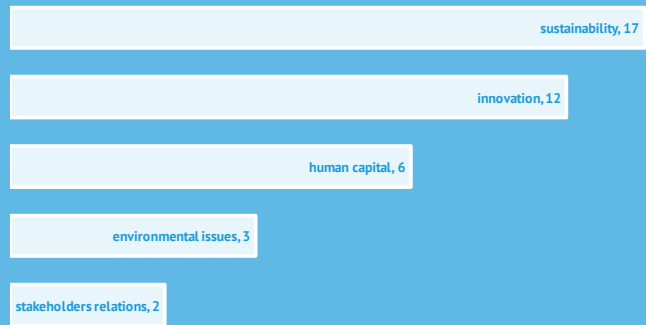 sustainability, 17
innovation, 12
human capital, 6
environmental issues, 3
stakeholders relations, 2